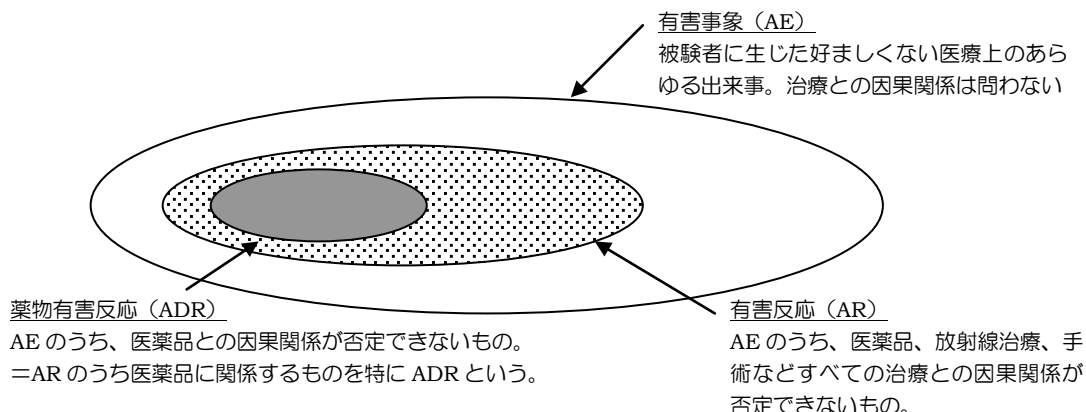 有害事象（AE）
被験者に生じた好ましくない医療上のあら
ゆる出来事。治療との因果関係は問わない
薬物有害反応（ADR）
AE のうち、医薬品との因果関係が否定できないもの。
＝AR のうち医薬品に関係するものを特に ADR という。
有害反応（AR）
AE のうち、医薬品、放射線治療、手
術などすべての治療との因果関係が
否定できないもの。